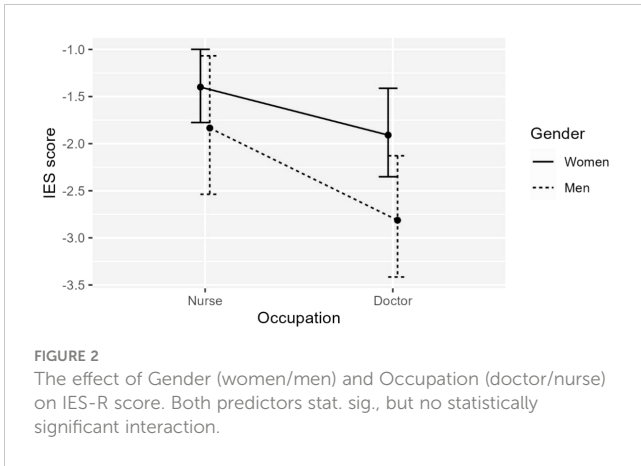 -1.0
-1.5
-2.0
-2.5
-3.0
-3.5
IES score
Nurse
Doctor
Occupation
Gender
Women
Men
FIGURE 2
The effect of Gender (women/men) and Occupation (doctor/nurse)
on IES-R score. Both predictors stat. sig., but no statistically
significant interaction.